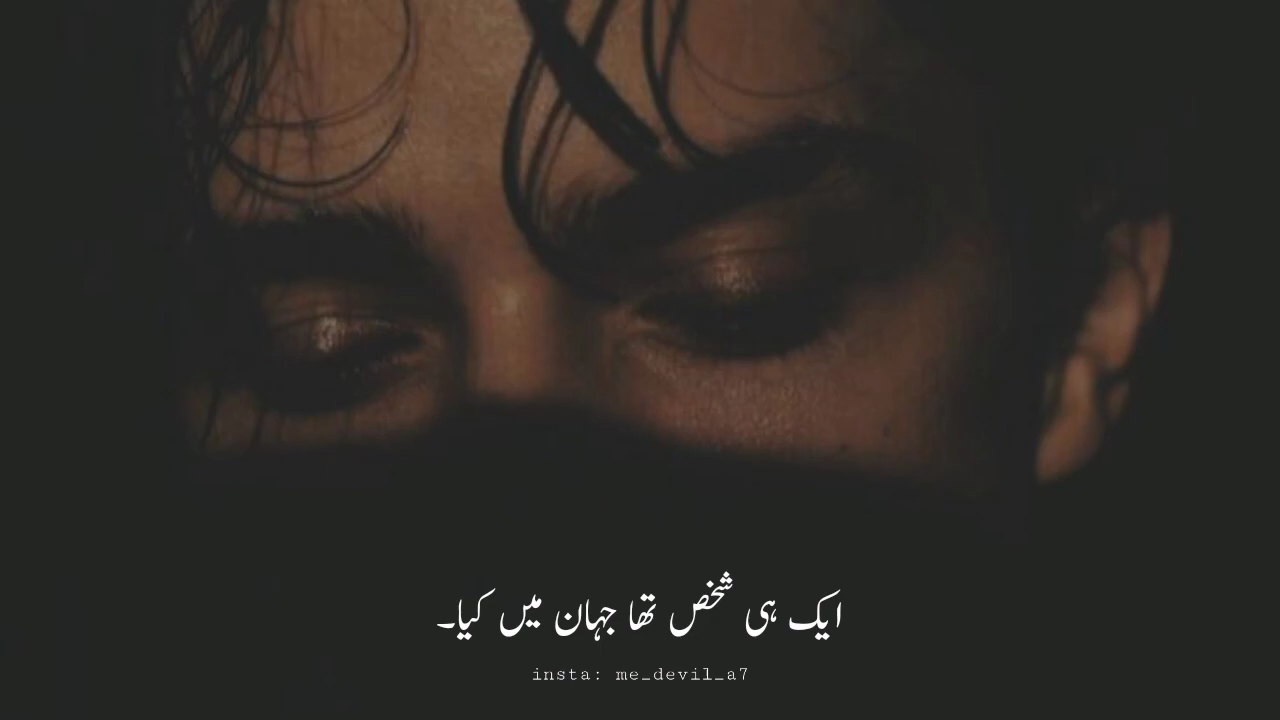 ایک ہی شخص تھا جہان میں کیا۔
insta: me_devil_a7